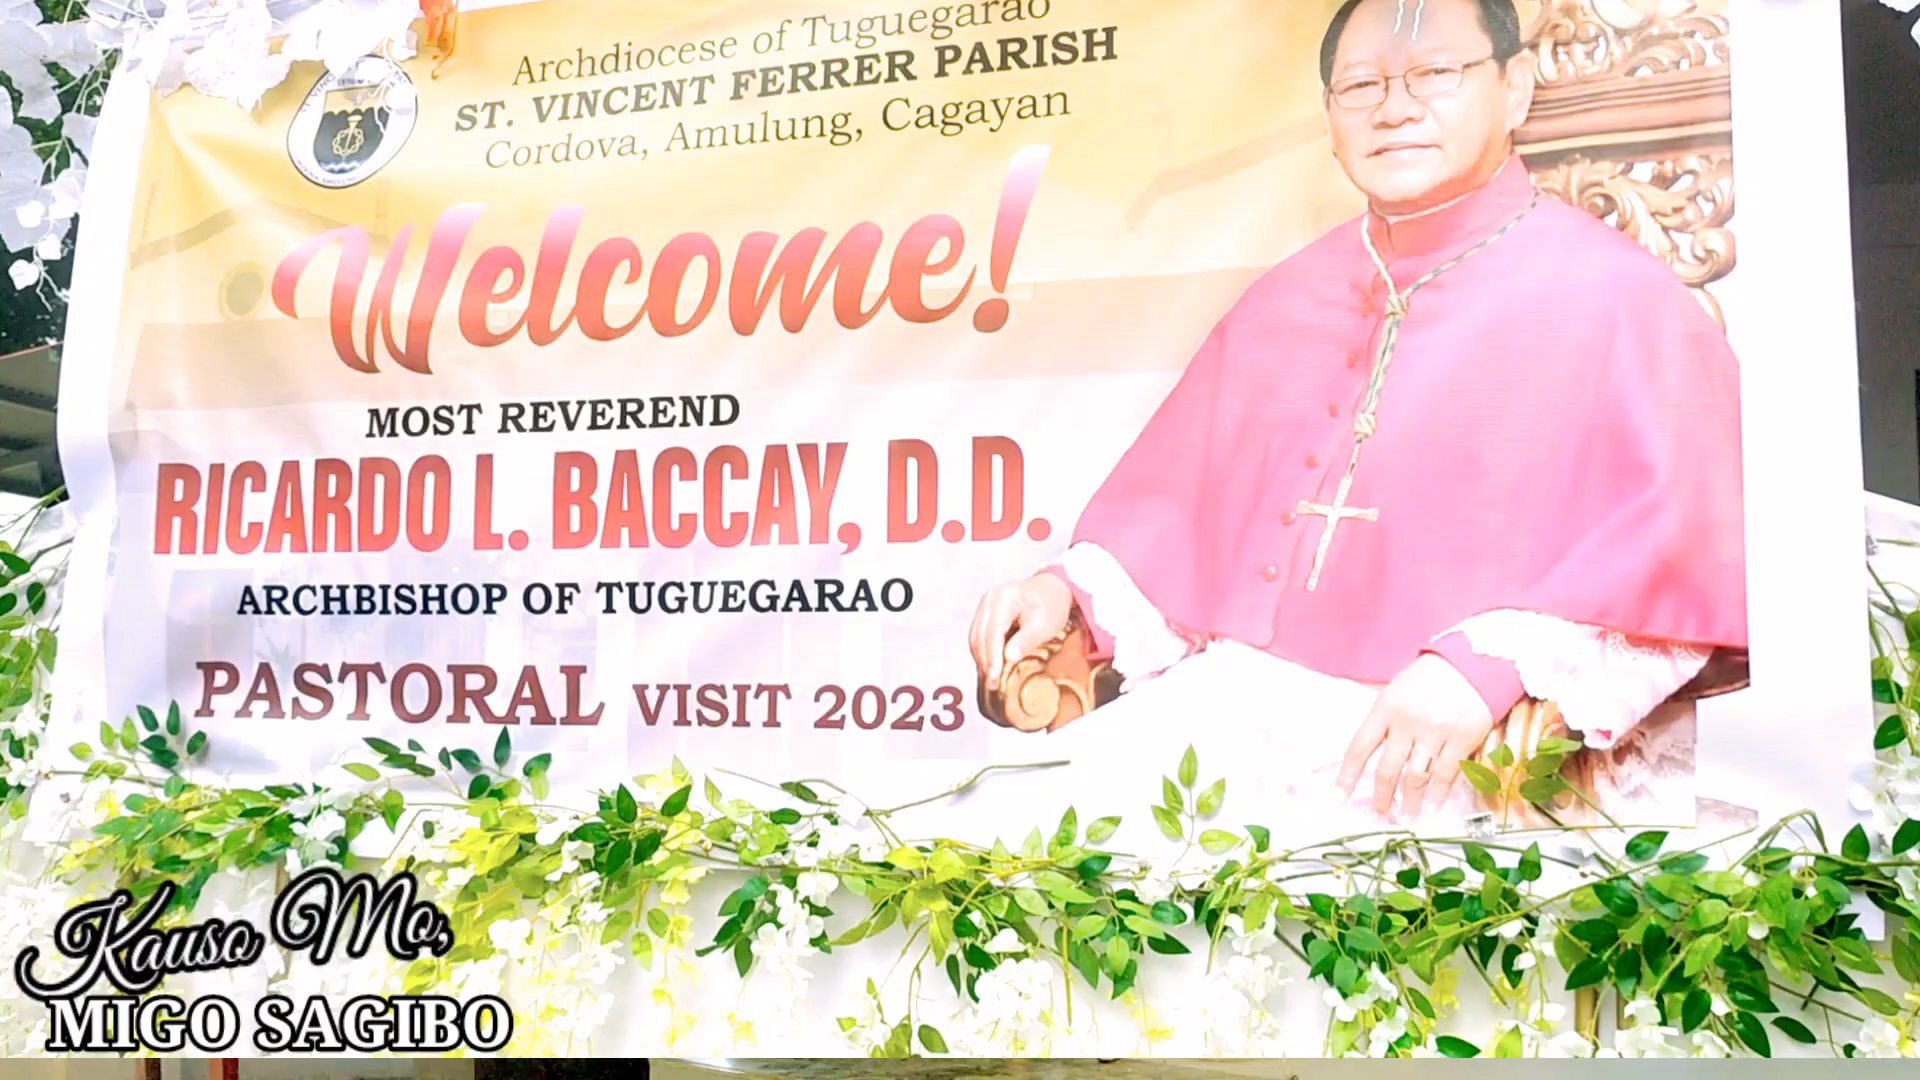 Archdiocese of Tuguegarao
ST. VINCENT FERRER PARISH
Cordova, Amulung, Cagayan
Welcome!
MOST REVEREND
RICARDO L. BACCAY, D.D.
ARCHBISHOP OF TUGUEGARAO
PASTORAL VISIT 2023
Kauso Mo,
MIGO SAGIBO